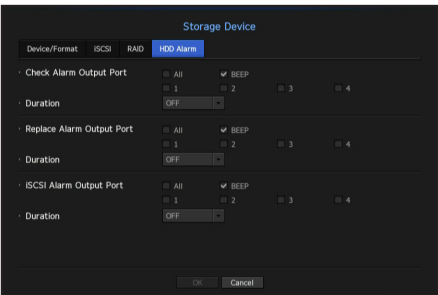 Storage Device
Device/Format iSCSI RAID HDD Alarm
Check Alarm Output Port All BEEP
1 2 3 4
Duration OFF
Replace Alarm Output Port All BEEP
1 2 3 4
Duration OFF
iSCSI Alarm Output Port All BEEP
1 2 3 4
Duration OFF
OK Cancel